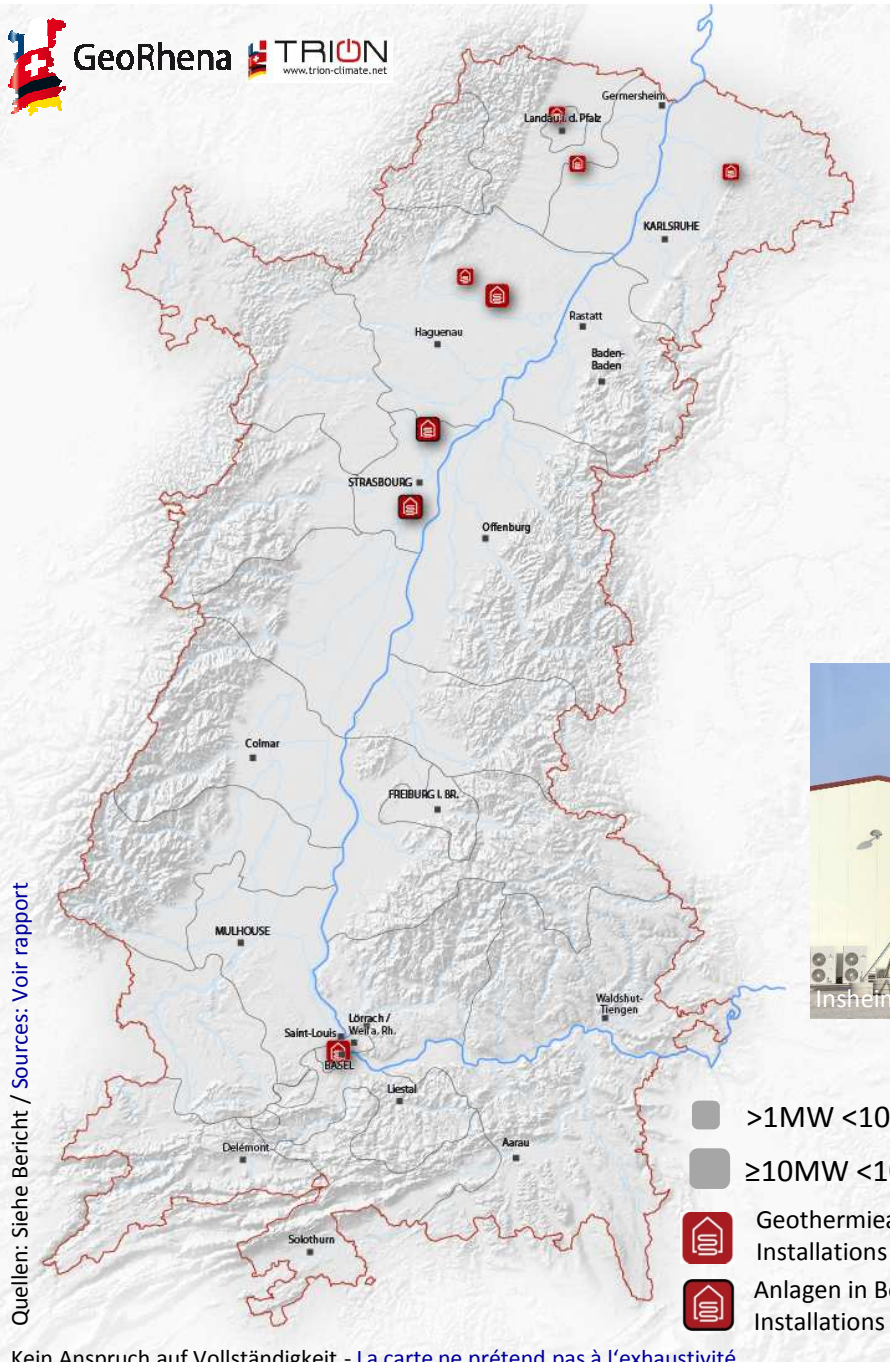 GeoRhena
TRION
www.trion-climate.net
Germersheim
Landau i. d. Pfalz
KARLSRUHE
Rastatt
Haguenau
Baden-
Baden
STRASBOURG
Offenburg
Colmar
FREIBURG I. BR.
MULHOUSE
Waldshut-
Tiengen
Lörrach /
Saint-Louis
Weil a. Rh.
BASEL
Liestal
Delémont
Aarau
Solothurn
Insheim
>1MW <10
≥10MW <1
Installations
Anlagen in
Installations
Quellen: Siehe Bericht / Sources: Voir rapport
Kein Anspruch auf Vollständigkeit - La carte ne prétend pas à l'exhaustivité